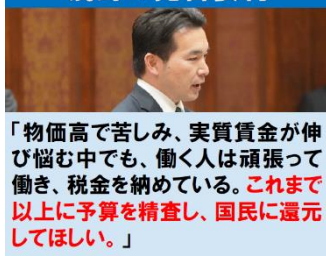 「物価高で苦しみ、実質賃金が伸
び悩む中でも、働く人は頑張って
働き、税金を納めている。これまで
以上に予算を精査し、国民に還元
してほしい。」